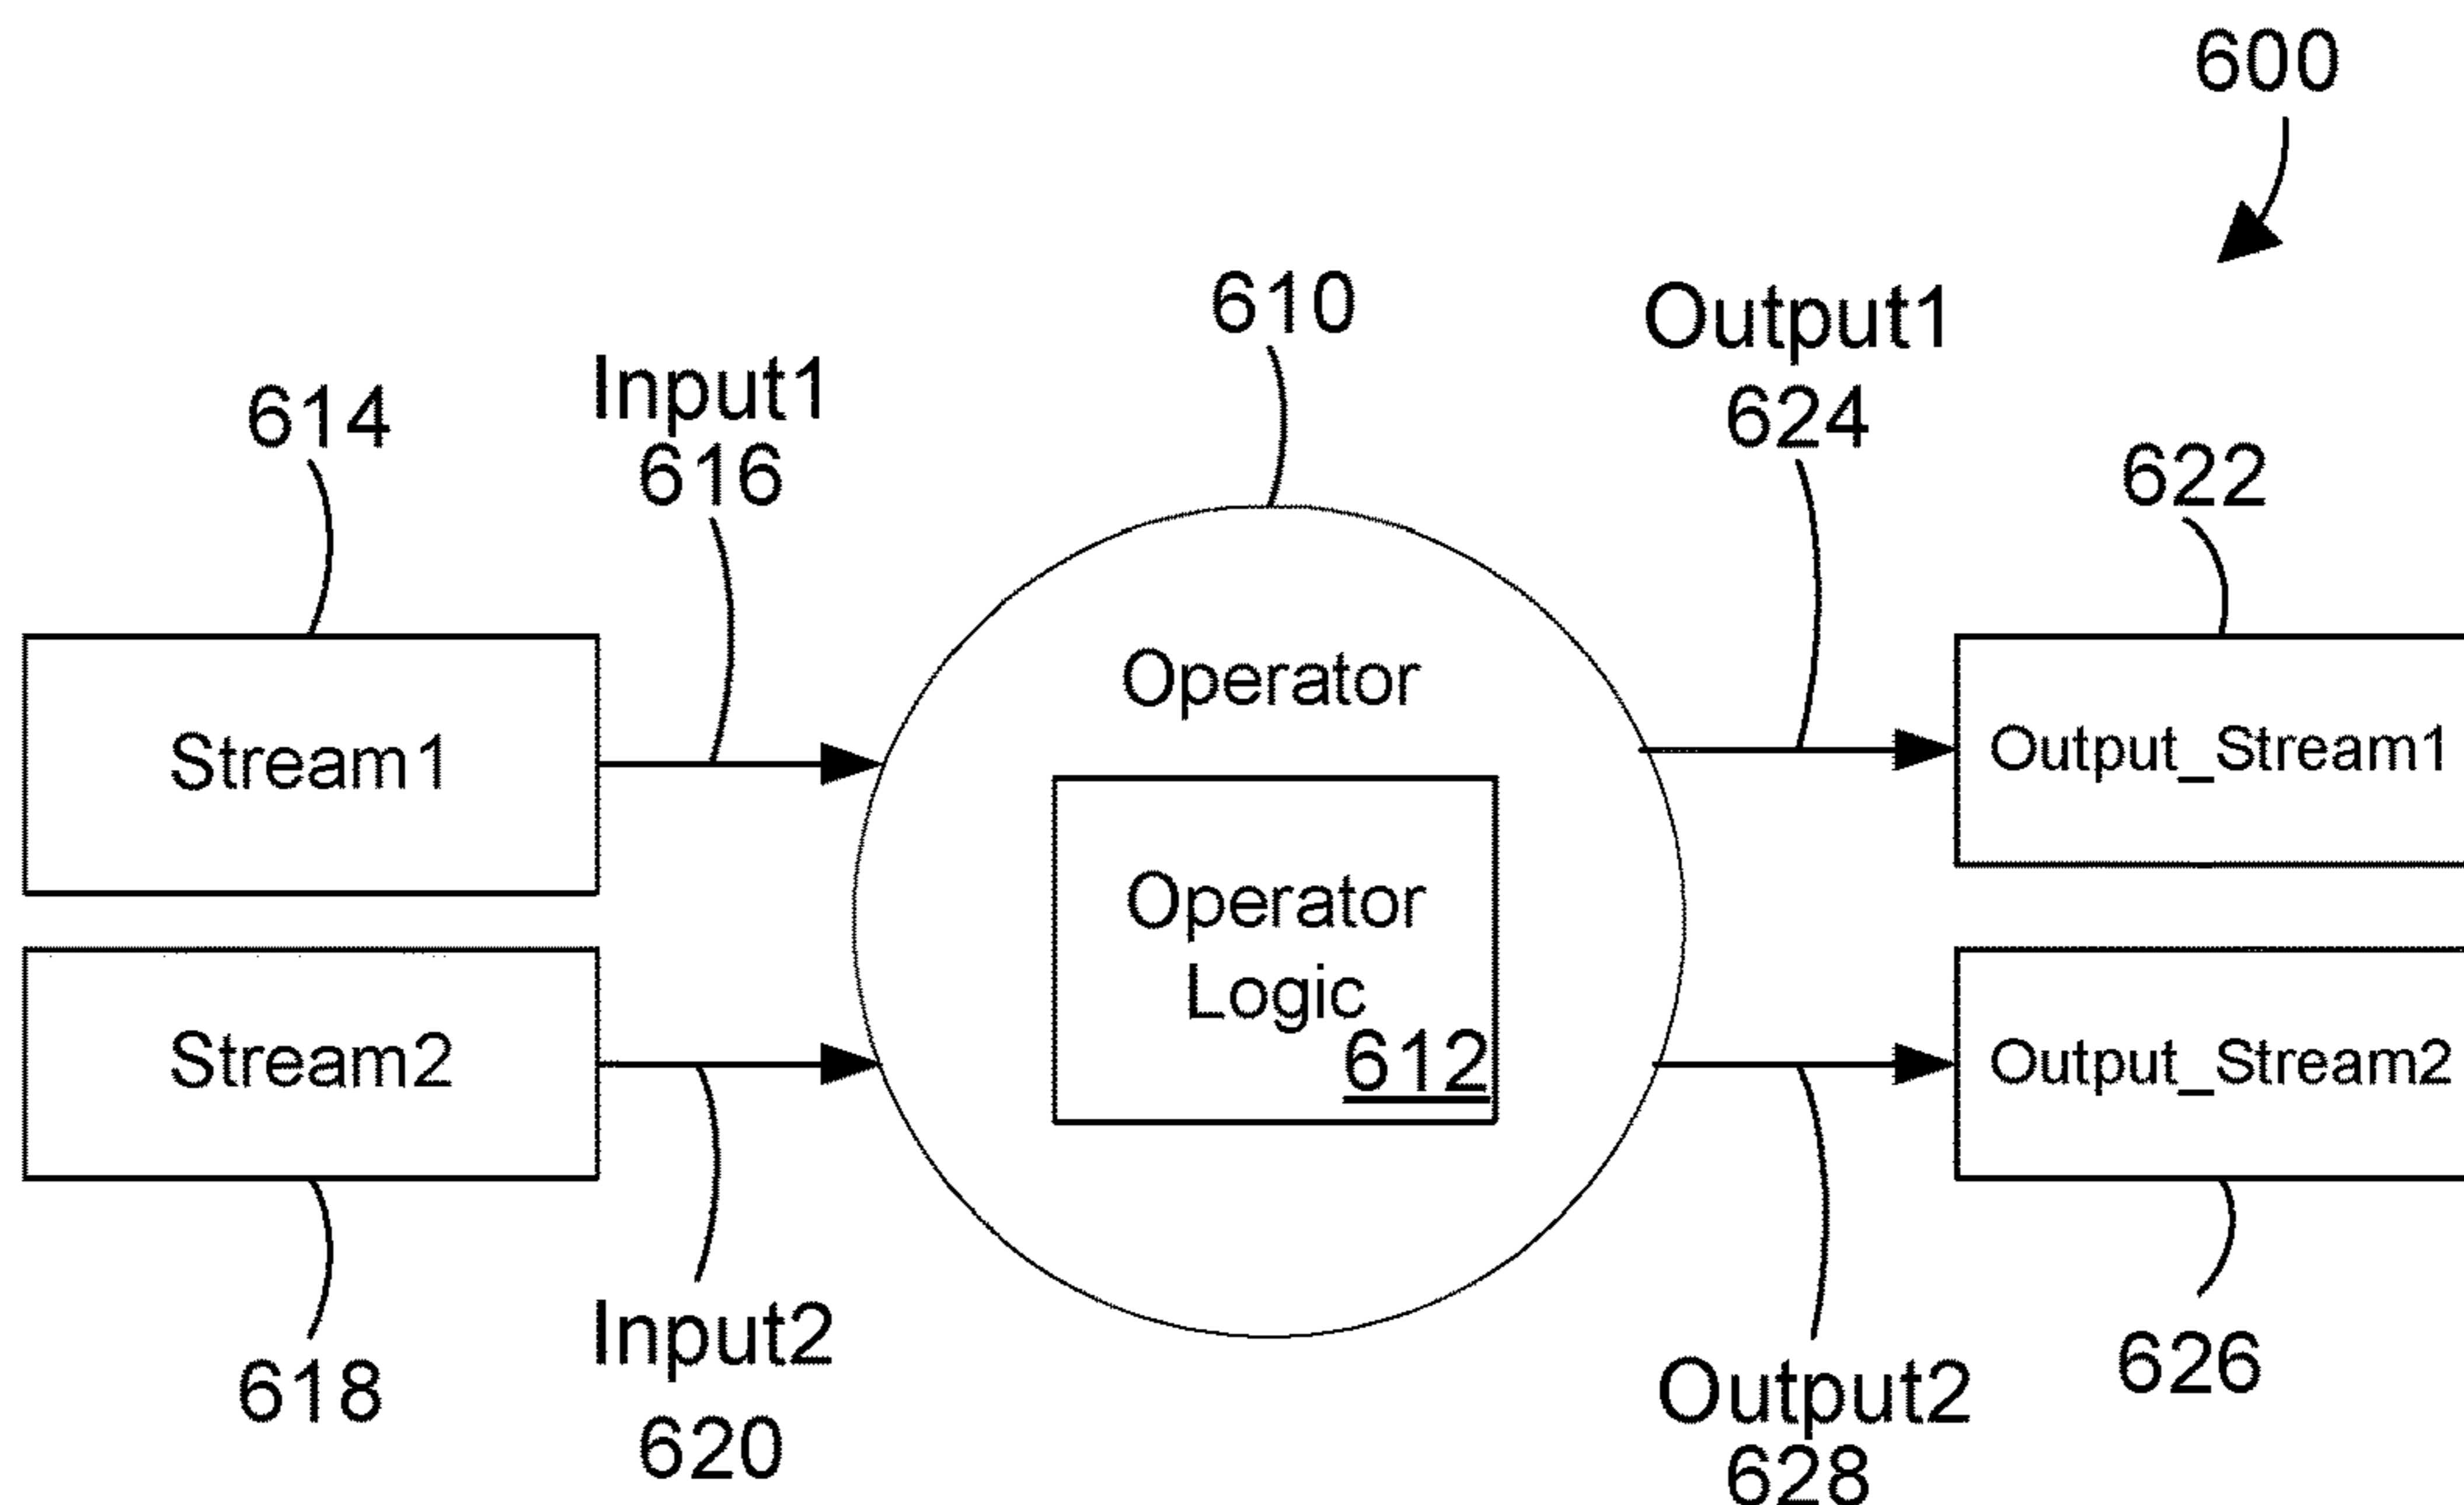 600
610
Output1
624
Input1
616
614
622
Operator
Stream1
Output_Stream1
Operator
Logic
612
Stream2
Output_Stream2
Input2
620
618
Output2
628
626